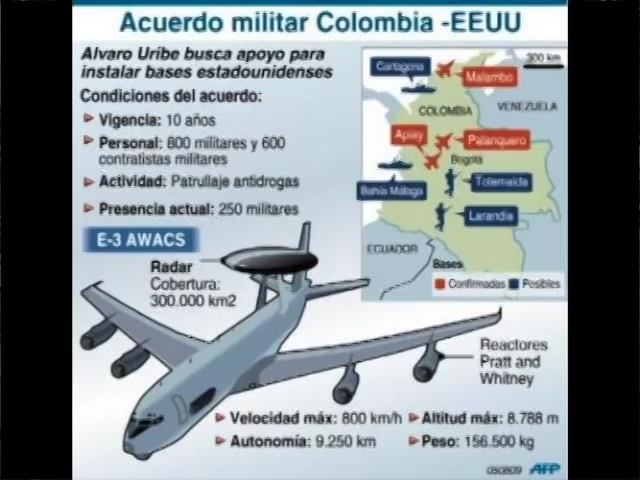 Acuerdo militar Colombia -EEUU
Alvaro Uribe busca apoyo para
instalar bases estadounidenses
Condiciones del acuerdo:
Vigencia: 10 años
Personal: 800 militares y 600
contratistas militares
Actividad: Patrullaje antidrogas
Presencia actual: 250 militares
300 km
Cartagena
Malambo
COLOMBIA
VENEZUELA
Apiay
Palanquero
Bogotá
Tolemaida
Bahía Málaga
Larandia
ECUADOR
Bases
Confirmadas
Posibles
E-3 AWACS
Radar
Cobertura:
300.000 km2
Reactores
Pratt and
Whitney
Velocidad máx: 800 km/h
Altitud máx: 8.788 m
Autonomía: 9.250 km
Peso: 156.500 kg
050809 AFP